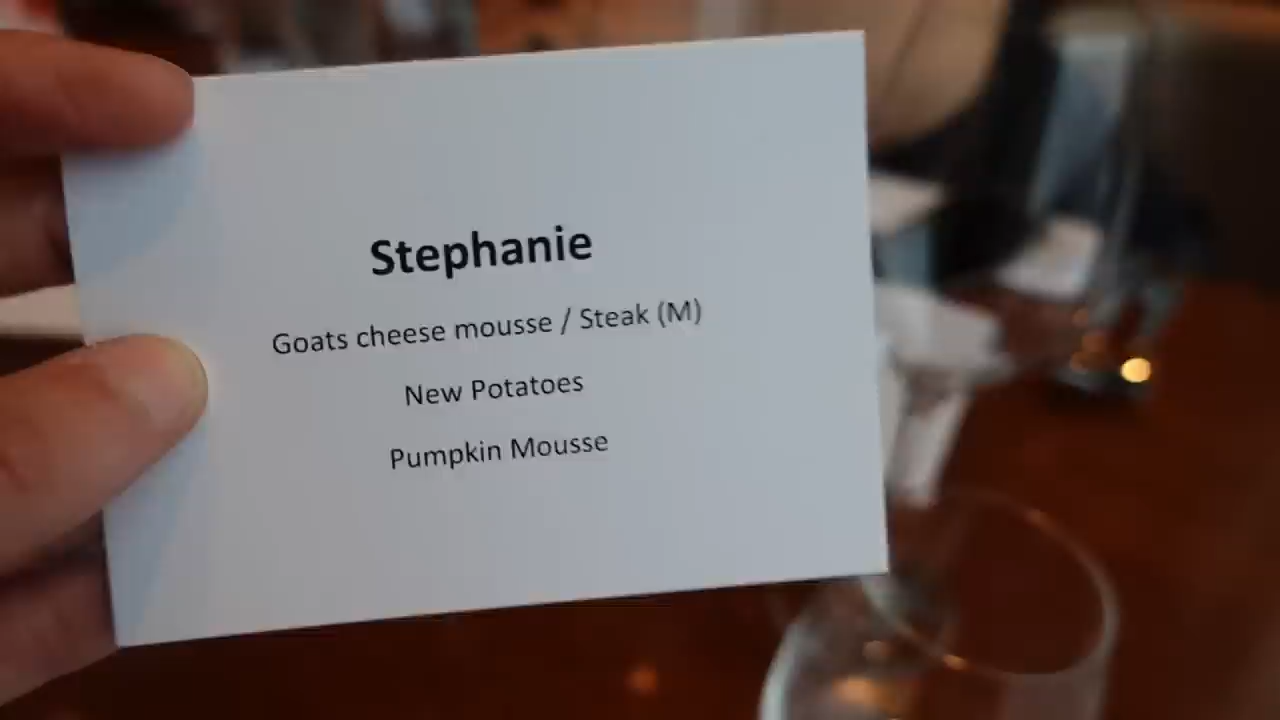 Stephanie
Goats cheese mousse / Steak (M)
New Potatoes
Pumpkin Mousse